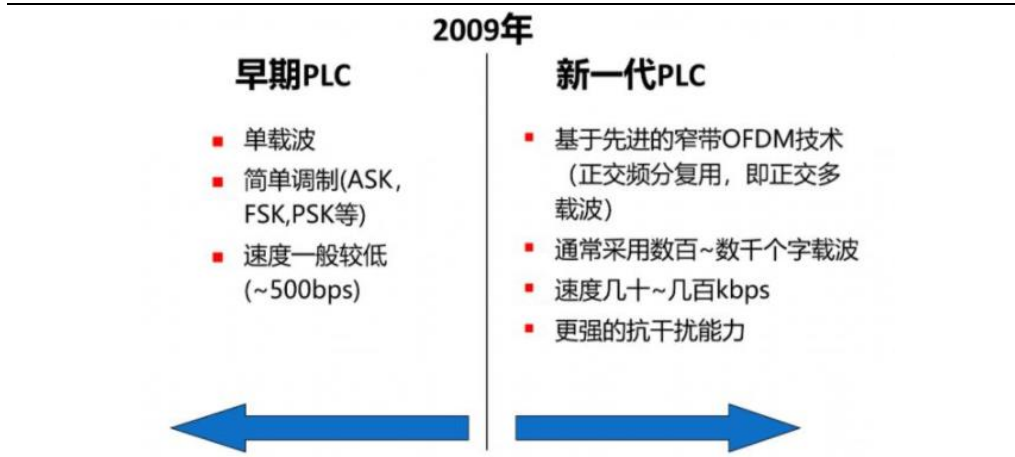 2009年
早期PLC
单载波
简单调制(ASK,
FSK,PSK等)
速度一般较低
(~500bps)
新一代PLC
基于先进的窄带OFDM技术
（正交频分复用，即正交多
载波）
通常采用数百~数千个字载波
速度几十~几百kbps
更强的抗干扰能力